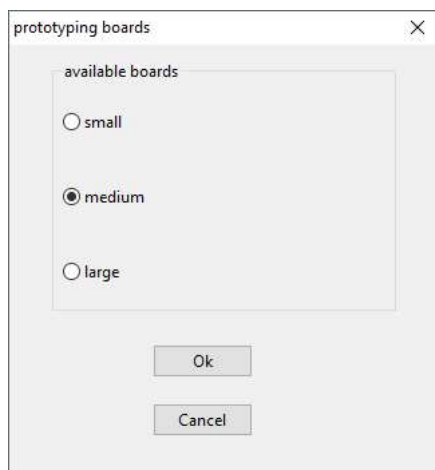 prototyping boards
available boards
small
medium
large
Ok
Cancel